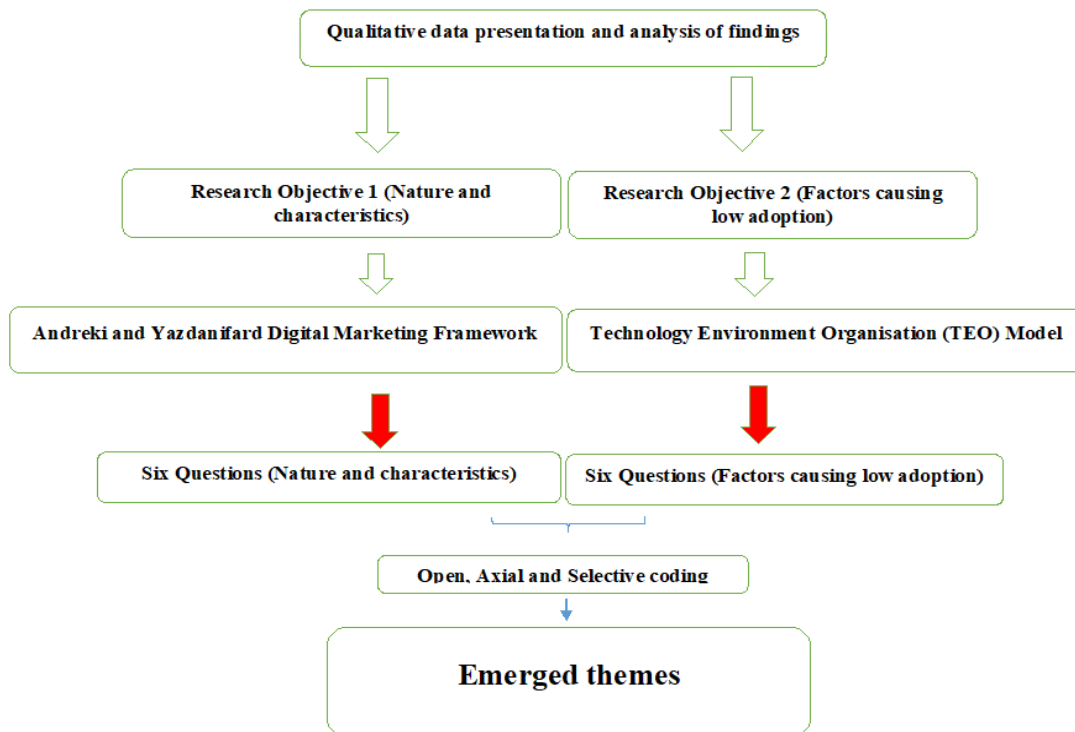 Qualitative data presentation and analysis of findings
Research Objective 1 (Nature and
characteristics)
Research Objective 2 (Factors causing
low adoption)
Andreki and Yazdanifard Digital Marketing Framework
Technology Environment Organisation (TEO) Model
Six Questions (Nature and characteristics)
Six Questions (Factors causing low adoption)
Open, Axial and Selective coding
Emerged themes